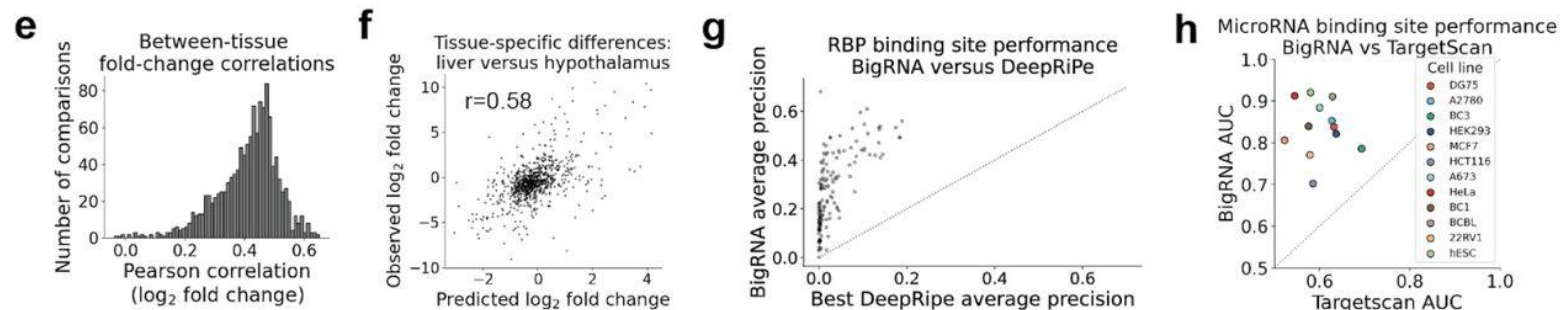 e
Between-tissue
fold-change correlations
Number of comparisons
80
60
40
20
0
0.0 0.2 0.4 0.6
Pearson correlation
(log₂ fold change)
f
Tissue-specific differences:
liver versus hypothalamus
r=0.58
Observed log₂ fold change
10
5
0
−5
−10
−2 0 2 4
Predicted log₂ fold change
g
RBP binding site performance
BigRNA versus DeepRiPe
BigRNA average precision
0.6
0.4
0.2
0.0
0.0 0.2 0.4 0.6
Best DeepRipe average precision
h
MicroRNA binding site performance
BigRNA vs TargetScan
BigRNA AUC
1.0
0.9
0.8
0.7
0.6
0.5
0.6 0.8 1.0
Targetscan AUC
Cell line
DG75
A2780
BC3
HEK293
MCF7
HCT116
A673
HeLa
BC1
BCBL
22RV1
hESC